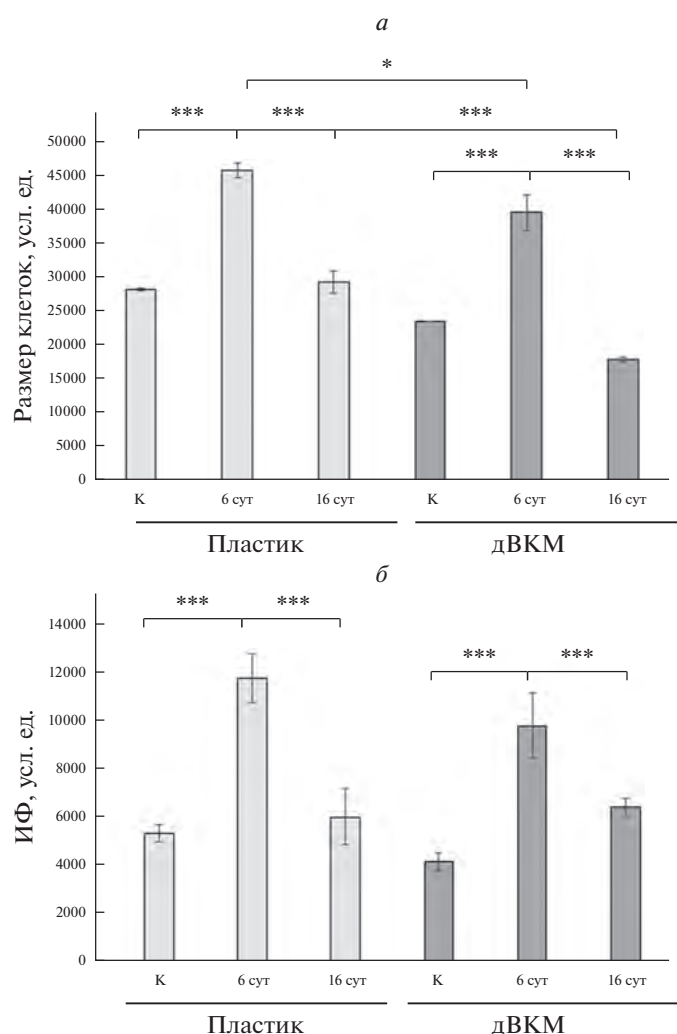 а
*
*** *** ***
50000
*** ***
45000
40000
35000
30000
25000
20000
15000
10000
5000
0
Размер клеток, усл. ед.
К 6 сут 16 сут К 6 сут 16 сут
Пластик дВКМ
б
*** ***
14000
*** ***
12000
10000
8000
6000
4000
2000
0
ИФ, усл. ед.
К 6 сут 16 сут К 6 сут 16 сут
Пластик дВКМ